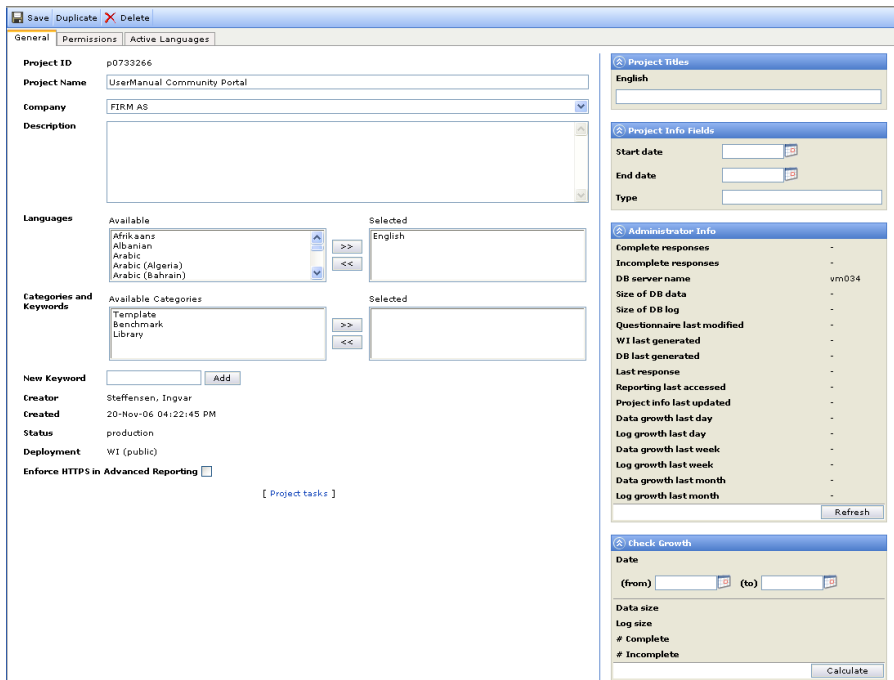 Save Duplicate Delete
General Permissions Active Languages
Project ID p0733266
Project Name UserManual Community Portal
Company FIRM AS
Description
Languages Available Selected
Afrikaans English
Albanian
Arabic
Arabic (Algeria)
Arabic (Bahrain)
>>
<<
Categories and Keywords Available Categories Selected
Template
Benchmark
Library
>>
<<
New Keyword Add
Creator Steffensen, Ingvar
Created 20-Nov-06 04:22:45 PM
Status production
Deployment WI (public)
Enforce HTTPS in Advanced Reporting
[ Project tasks ]
Project Titles
English
Project Info Fields
Start date
End date
Type
Administrator Info
Complete responses -
Incomplete responses -
DB server name vm034
Size of DB data -
Size of DB log -
Questionnaire last modified -
WI last generated -
DB last generated -
Last response -
Reporting last accessed -
Project info last updated -
Data growth last day -
Log growth last day -
Data growth last week -
Log growth last week -
Data growth last month -
Log growth last month -
Refresh
Check Growth
Date
(from) (to)
Data size
Log size
# Complete
# Incomplete
Calculate